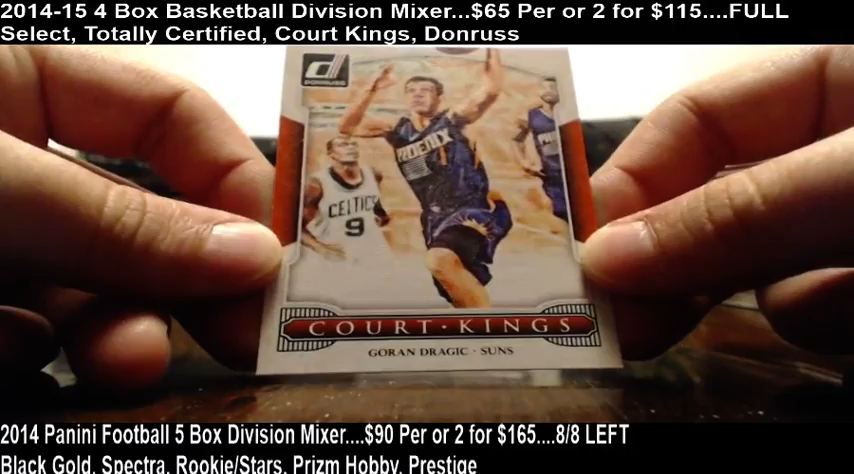 2014-15 4 Box Basketball Division Mixer...$65 Per or 2 for $115....FULL
Select, Totally Certified, Court Kings, Donruss
d
DONRUSS
PHOENIX
1
CELTICS
9
COURT·KINGS
GORAN DRAGIC · SUNS
2014 Panini Football 5 Box Division Mixer....$90 Per or 2 for $165....8/8 LEFT
Black Gold, Spectra, Rookie/Stars, Prizm Hobby, Prestige